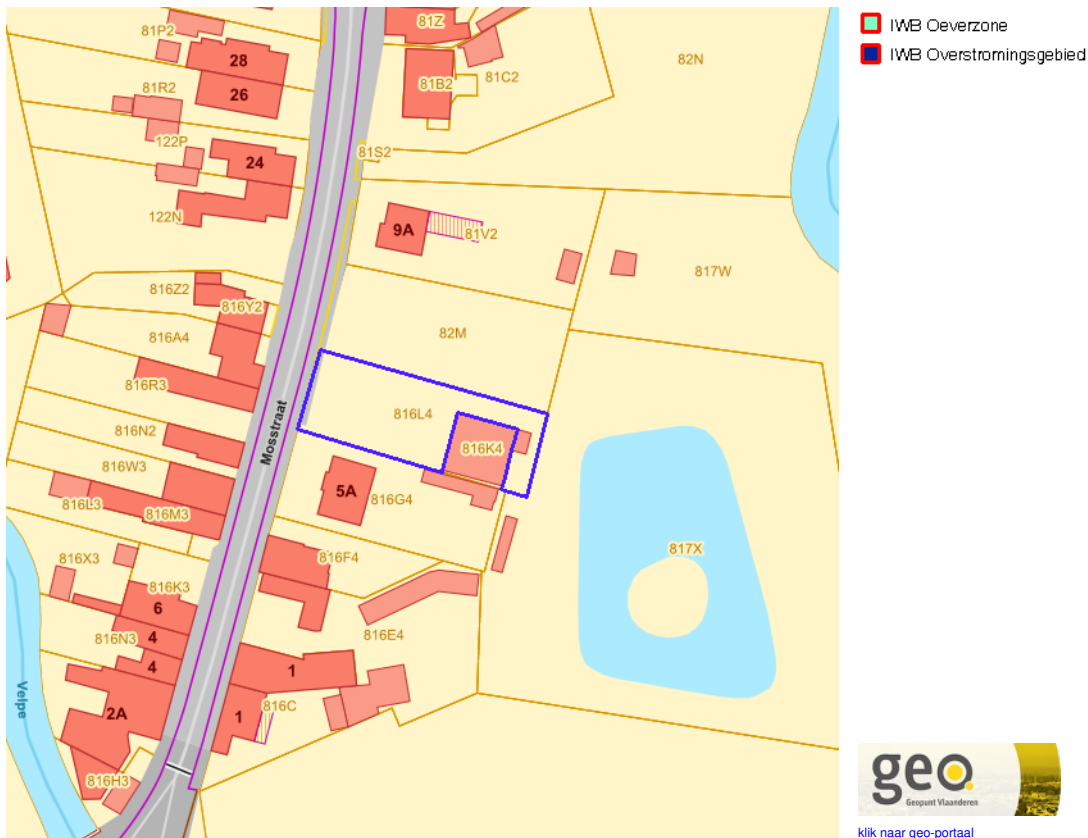 IWB Oeverzone
IWB Overstromingsgebied
81P2
28
81Z
81R2
26
81B2
81C2
82N
122P
24
81S2
122N
9A
81V2
816Z2
817W
816Y2
816A4
82M
816R3
816L4
Mosstraat
816N2
816K4
816W3
5A
816G4
816L3
816M3
816X3
816F4
817X
816K3
6
816N3
4
816E4
4
1
Velpe
2A
1
816C
816H3
geo
Geopunt Vlaanderen
klik naar geo-portaal